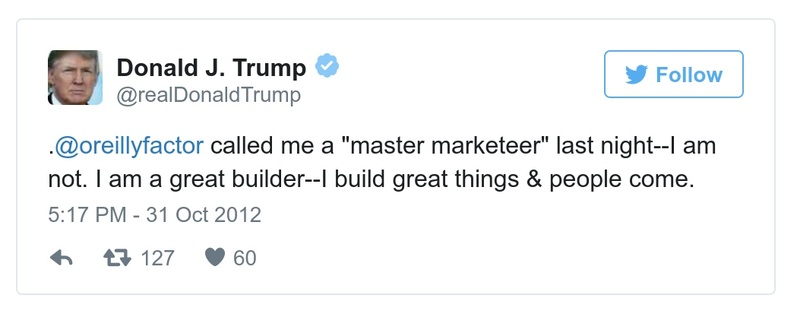 Donald J. Trump
Follow
@realDonaldTrump
.@oreillyfactor called me a "master marketeer" last night--I am
not. I am a great builder--I build great things & people come.
5:17 PM - 31 Oct 2012
127 60